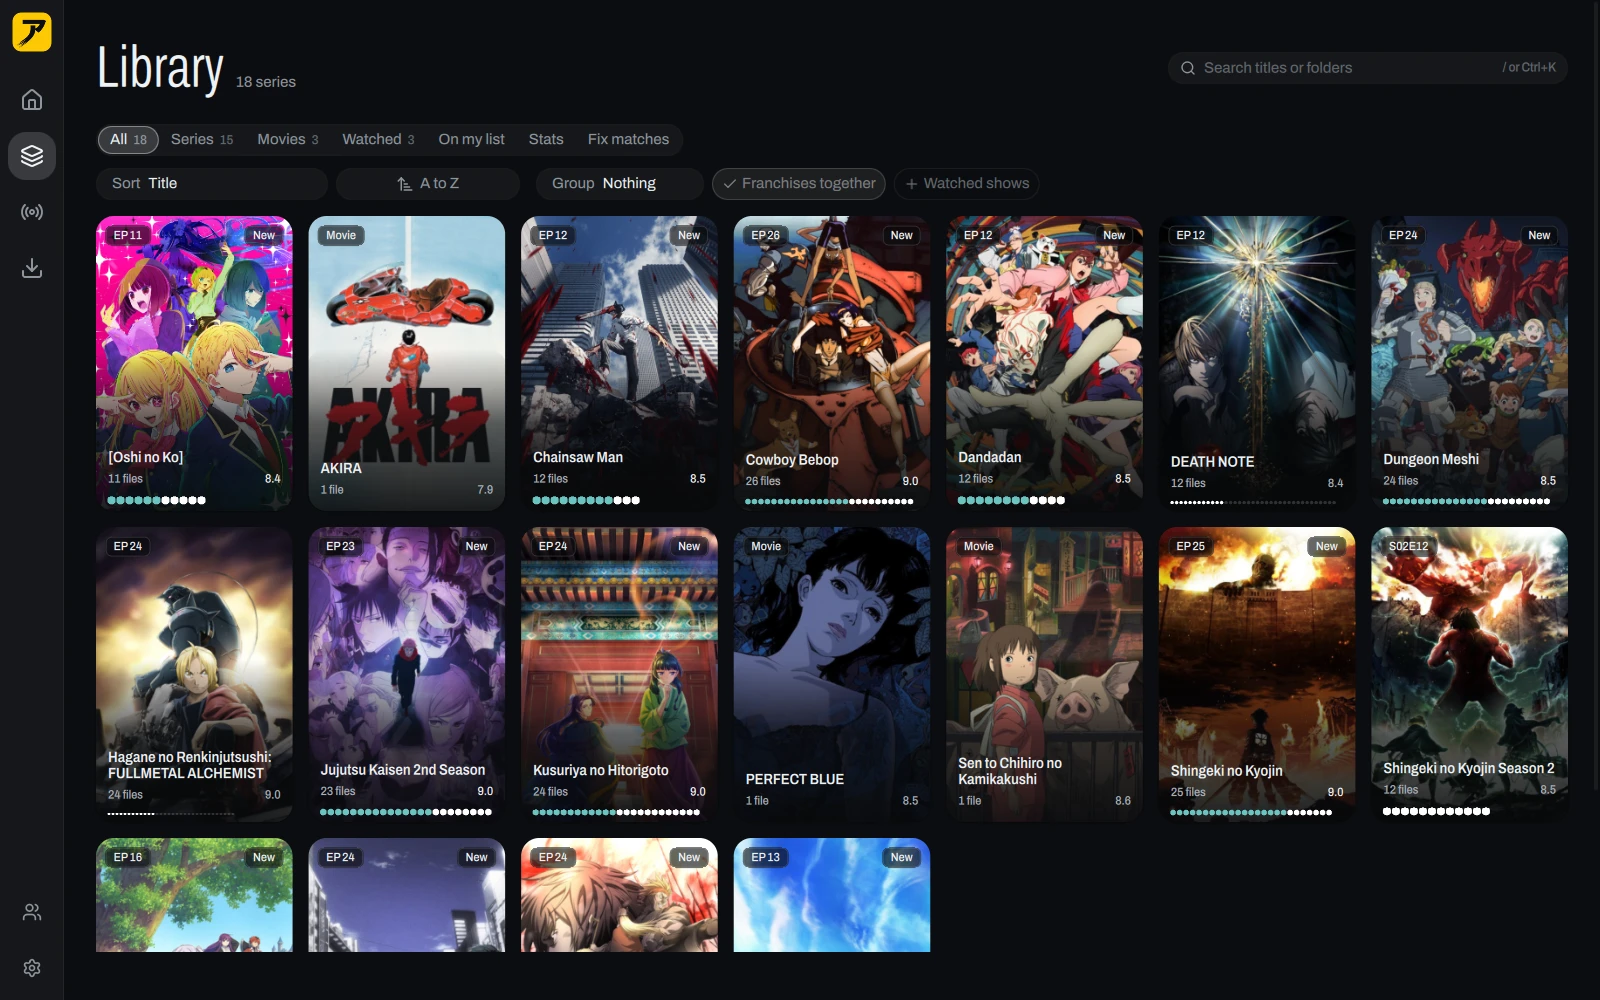 ア
Library 18 series
Search titles or folders / or Ctrl+K
All 18 Series 15 Movies 3 Watched 3 On my list Stats Fix matches
Sort Title A to Z Group Nothing Franchises together Watched shows
EP 11 New
[Oshi no Ko]
11 files 8.4
Movie
AKIRA
アキラ
AKIRA
1 file 7.9
EP 12 New
Chainsaw Man
12 files 8.5
EP 26 New
Cowboy Bebop
26 files 9.0
EP 12 New
Dandadan
12 files 8.5
EP 12
DEATH NOTE
12 files 8.4
EP 24 New
Dungeon Meshi
24 files 8.5
EP 24
Hagane no Renkinjutsushi:
FULLMETAL ALCHEMIST
24 files 9.0
EP 23 New
Jujutsu Kaisen 2nd Season
23 files 9.0
EP 24 New
Kusuriya no Hitorigoto
24 files 9.0
Movie
PERFECT BLUE
1 file 8.5
Movie
Sen to Chihiro no
Kamikakushi
1 file 8.6
EP 25 New
Shingeki no Kyojin
25 files 9.0
S02E12
Shingeki no Kyojin Season 2
12 files 8.5
EP 16 New
EP 24 New
EP 24 New
EP 13 New